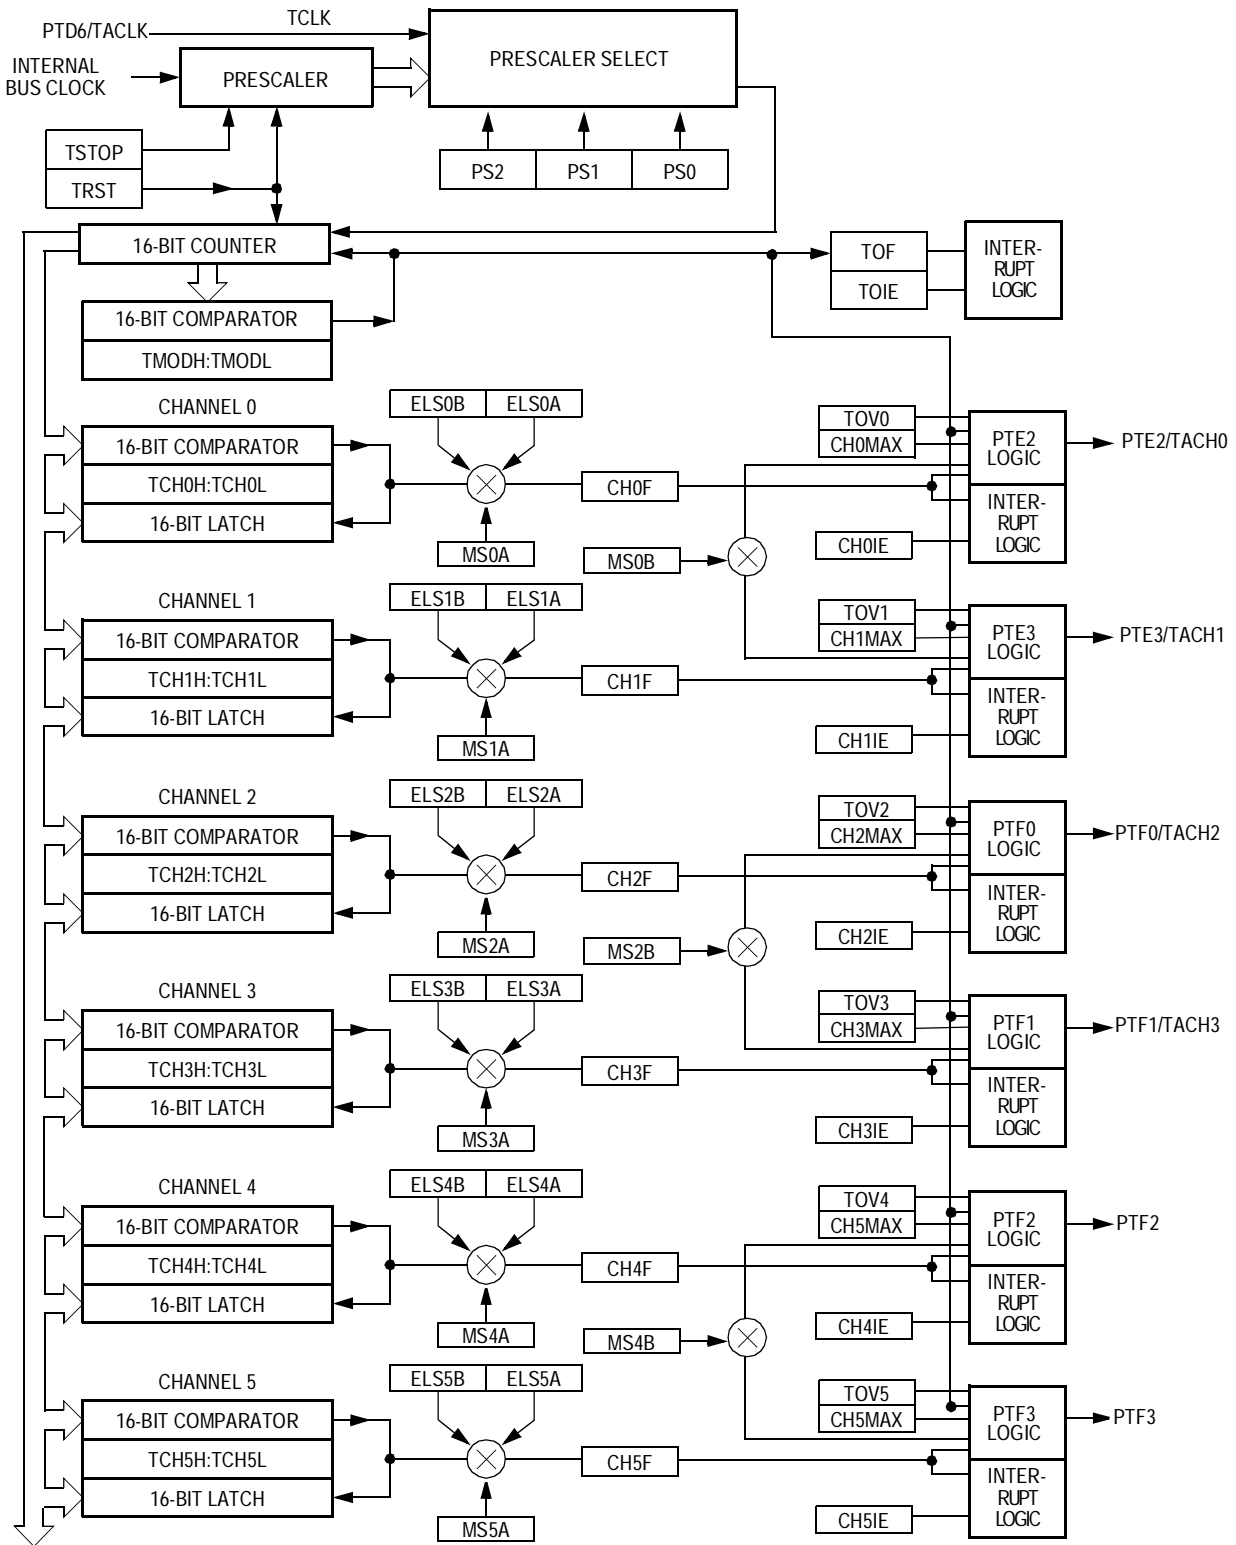 TCLK
PTD6/TACLK
PRESCALER SELECT
INTERNAL
BUS CLOCK
PRESCALER
TSTOP
TRST
PS2 PS1 PS0
16-BIT COUNTER
TOF
TOIE
INTER-
RUPT
LOGIC
16-BIT COMPARATOR
TMODH:TMODL
CHANNEL 0
16-BIT COMPARATOR
TCH0H:TCH0L
16-BIT LATCH
ELS0B ELS0A
MS0A
CH0F
MS0B
TOV0
CH0MAX
CH0IE
PTE2
LOGIC
INTER-
RUPT
LOGIC
PTE2/TACH0
CHANNEL 1
16-BIT COMPARATOR
TCH1H:TCH1L
16-BIT LATCH
ELS1B ELS1A
MS1A
CH1F
TOV1
CH1MAX
CH1IE
PTE3
LOGIC
INTER-
RUPT
LOGIC
PTE3/TACH1
CHANNEL 2
16-BIT COMPARATOR
TCH2H:TCH2L
16-BIT LATCH
ELS2B ELS2A
MS2A
CH2F
MS2B
TOV2
CH2MAX
CH2IE
PTF0
LOGIC
INTER-
RUPT
LOGIC
PTF0/TACH2
CHANNEL 3
16-BIT COMPARATOR
TCH3H:TCH3L
16-BIT LATCH
ELS3B ELS3A
MS3A
CH3F
TOV3
CH3MAX
CH3IE
PTF1
LOGIC
INTER-
RUPT
LOGIC
PTF1/TACH3
CHANNEL 4
16-BIT COMPARATOR
TCH4H:TCH4L
16-BIT LATCH
ELS4B ELS4A
MS4A
CH4F
MS4B
TOV4
CH5MAX
CH4IE
PTF2
LOGIC
INTER-
RUPT
LOGIC
PTF2
CHANNEL 5
16-BIT COMPARATOR
TCH5H:TCH5L
16-BIT LATCH
ELS5B ELS5A
MS5A
CH5F
TOV5
CH5MAX
CH5IE
PTF3
LOGIC
INTER-
RUPT
LOGIC
PTF3